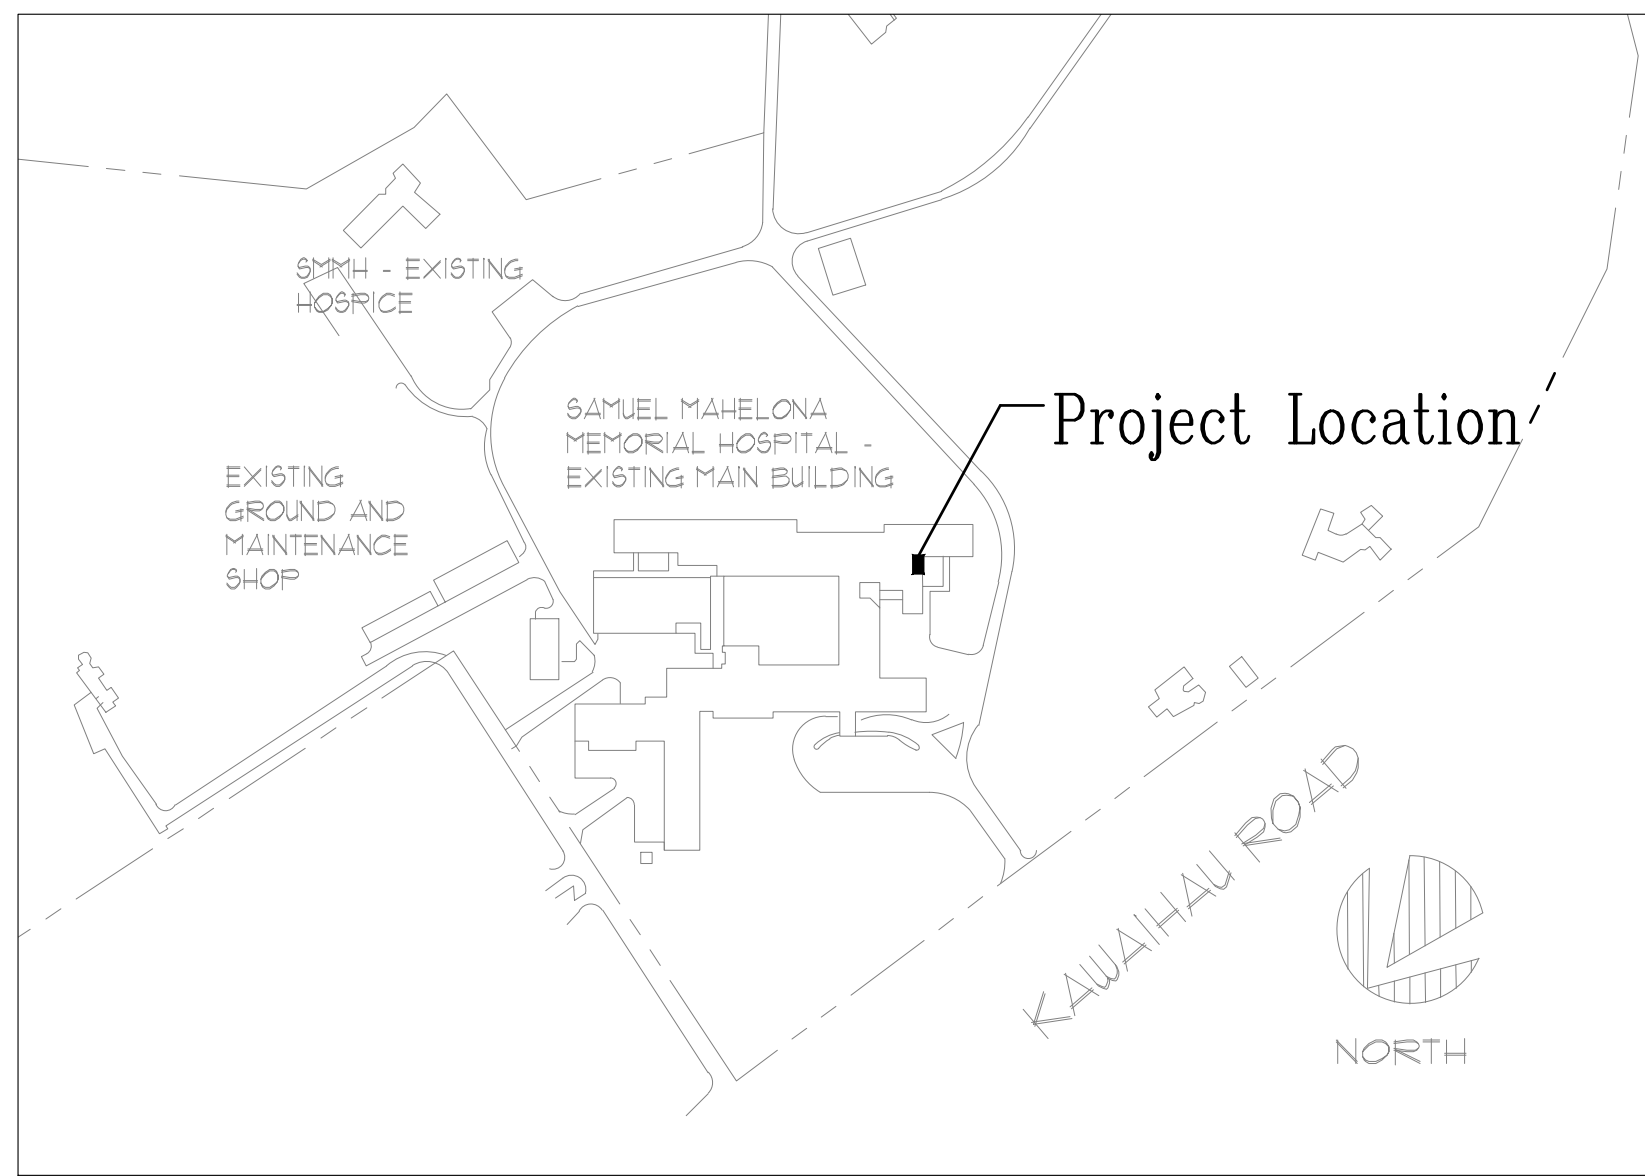 SMMH - EXISTING
HOSPICE
SAMUEL MAHELONA
MEMORIAL HOSPITAL -
EXISTING MAIN BUILDING
Project Location
EXISTING
GROUND AND
MAINTENANCE
SHOP
KAWAIHAU ROAD
NORTH